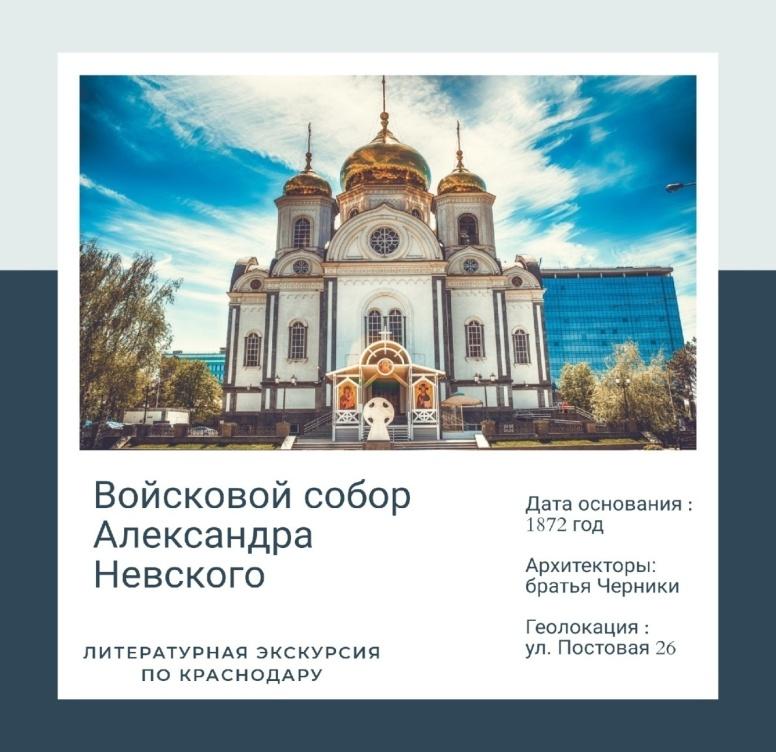 Войсковой собор
Александра
Невского
ЛИТЕРАТУРНАЯ ЭКСКУРСИЯ
ПО КРАСНОДАРУ
Дата основания :
1872 год
Архитекторы:
братья Черники
Геолокация :
ул. Постовая 26